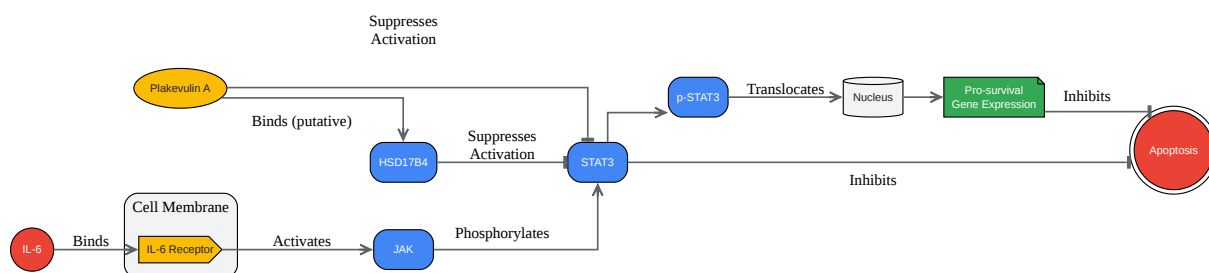 Suppresses
Activation
Plakevulin A
p-STAT3
Translocates
Nucleus
Pro-survival
Gene Expression
Inhibits
Binds (putative)
HSD17B4
Suppresses
Activation
STAT3
Inhibits
Apoptosis
Cell Membrane
IL-6
Binds
IL-6 Receptor
Activates
JAK
Phosphorylates